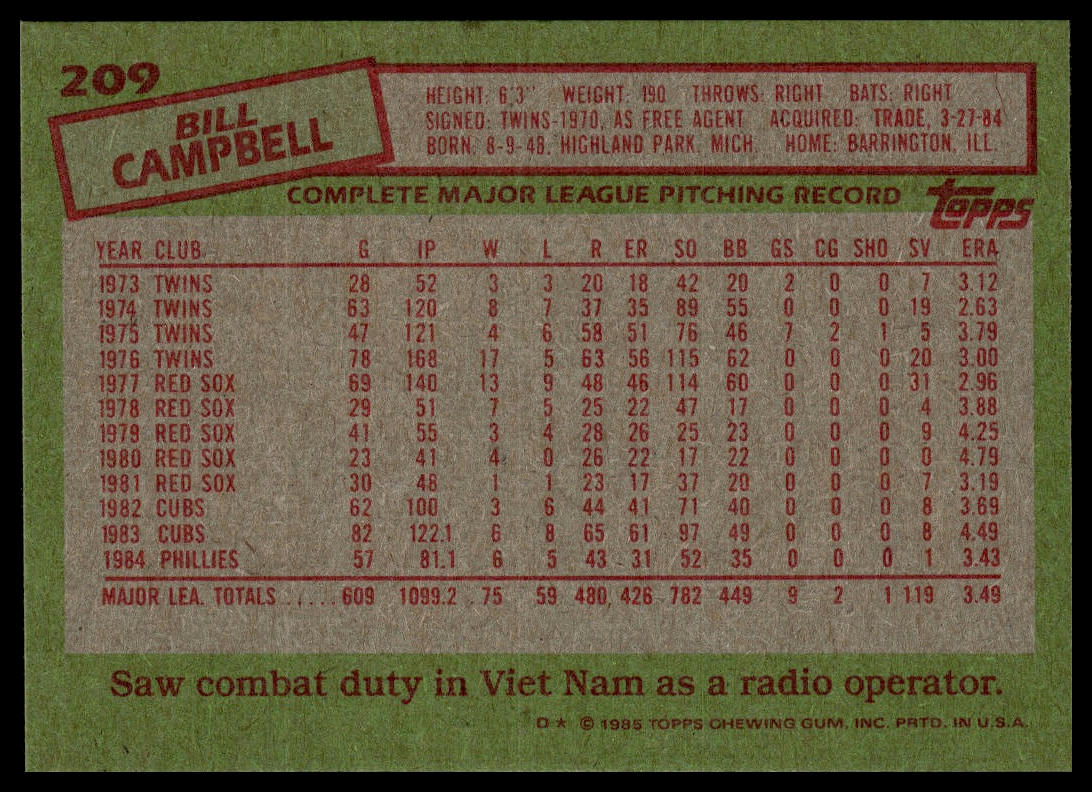 209
BILL
CAMPBELL
HEIGHT: 6'3" WEIGHT: 190 THROWS: RIGHT BATS: RIGHT
SIGNED: TWINS-1970, AS FREE AGENT ACQUIRED: TRADE, 3-27-84
BORN: 8-9-48, HIGHLAND PARK, MICH. HOME: BARRINGTON, ILL.
COMPLETE MAJOR LEAGUE PITCHING RECORD
TOPPS
YEAR CLUB G IP W L R ER SO BB GS CG SHO SV ERA
1973 TWINS 28 52 3 3 20 18 42 20 2 0 0 7 3.12
1974 TWINS 63 120 8 7 37 35 89 55 0 0 0 19 2.63
1975 TWINS 47 121 4 6 58 51 76 46 7 2 1 5 3.79
1976 TWINS 78 168 17 5 63 56 115 62 0 0 0 20 3.00
1977 RED SOX 69 140 13 9 48 46 114 60 0 0 0 31 2.96
1978 RED SOX 29 51 7 5 25 22 47 17 0 0 0 4 3.88
1979 RED SOX 41 55 3 4 28 26 25 23 0 0 0 9 4.25
1980 RED SOX 23 41 4 0 26 22 17 22 0 0 0 0 4.79
1981 RED SOX 30 48 1 1 23 17 37 20 0 0 0 7 3.19
1982 CUBS 62 100 3 6 44 41 71 40 0 0 0 8 3.69
1983 CUBS 82 122.1 6 8 65 61 97 49 0 0 0 8 4.49
1984 PHILLIES 57 81.1 6 5 43 31 52 35 0 0 0 1 3.43
MAJOR LEA. TOTALS ..... 609 1099.2 75 59 480 426 782 449 9 2 1 119 3.49
Saw combat duty in Viet Nam as a radio operator.
D★ © 1985 TOPPS CHEWING GUM, INC. PRTD. IN U.S.A.